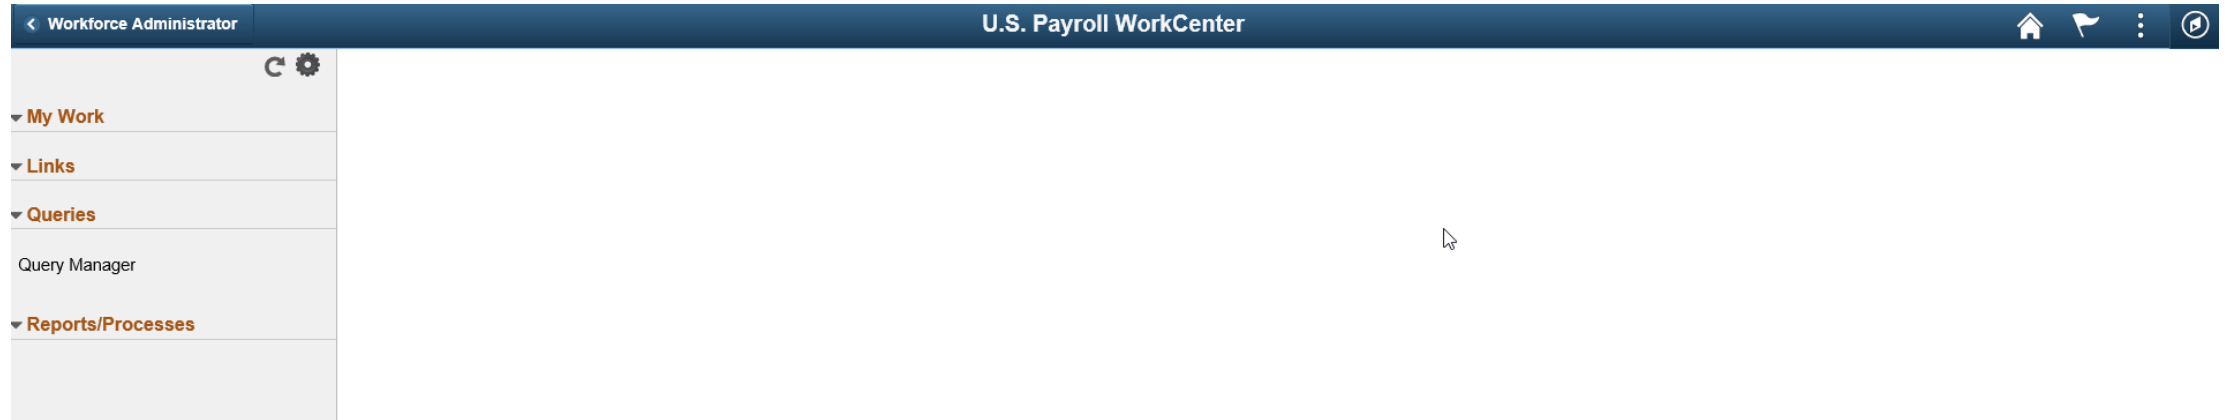 Workforce Administrator
U.S. Payroll WorkCenter
My Work
Links
Queries
Query Manager
Reports/Processes